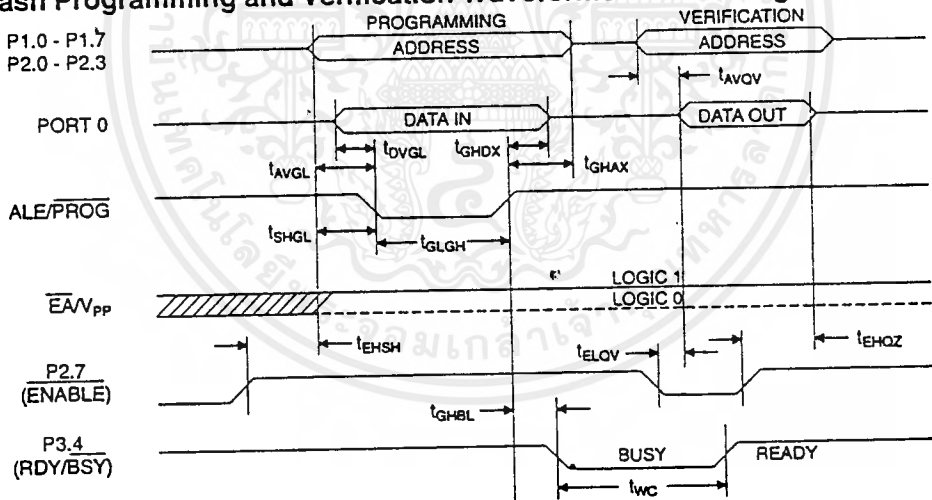 ash Programming and Verification Waveforms
PROGRAMMING
VERIFICATION
P1.0 - P1.7
P2.0 - P2.3
ADDRESS
ADDRESS
tAVQV
PORT 0
DATA IN
DATA OUT
tDVGL
tGHDX
tAVGL
tGHAX
ALE/PROG
tSHGL
tGLGH
LOGIC 1
LOGIC 0
EA/VPP
tEHSH
tELQV
tEHQZ
P2.7
(ENABLE)
tGHBL
P3.4
(RDY/BSY)
BUSY
READY
tWC